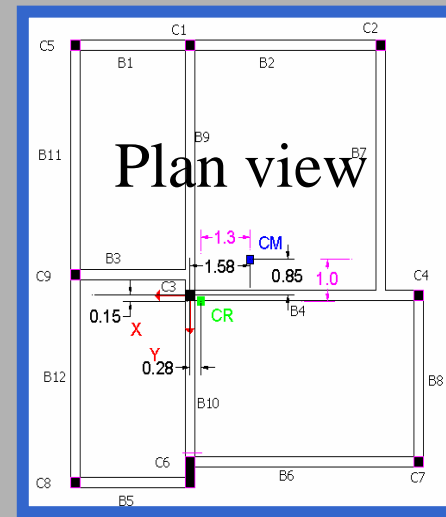 C1
C2
C5
B1
B2
B9
B11
B7
Plan view
1.3
CM
1.58
B3
0.85
1.0
C9
C3
C4
B4
0.15
CR
X
Y
0.28
B12
B8
B10
C6
B6
C7
C8
B5